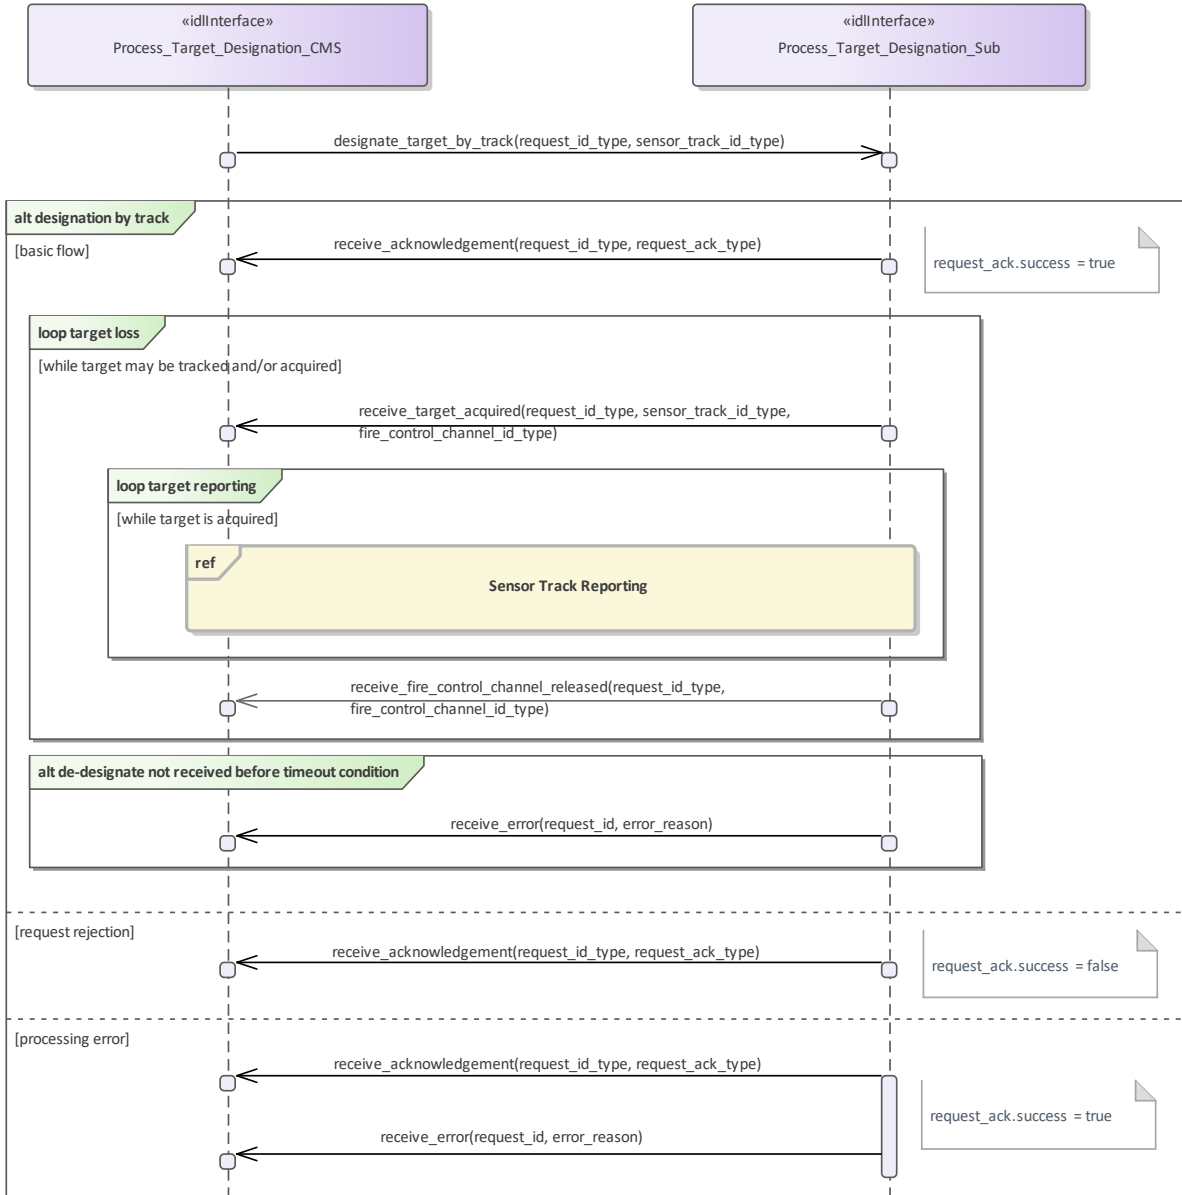 «idlInterface»
Process_Target_Designation_CMS
«idlInterface»
Process_Target_Designation_Sub
designate_target_by_track(request_id_type, sensor_track_id_type)
alt designation by track
[basic flow]
receive_acknowledgement(request_id_type, request_ack_type)
request_ack.success = true
loop target loss
[while target may be tracked and/or acquired]
receive_target_acquired(request_id_type, sensor_track_id_type,
fire_control_channel_id_type)
loop target reporting
[while target is acquired]
ref
Sensor Track Reporting
receive_fire_control_channel_released(request_id_type,
fire_control_channel_id_type)
alt de-designate not received before timeout condition
receive_error(request_id, error_reason)
[request rejection]
receive_acknowledgement(request_id_type, request_ack_type)
request_ack.success = false
[processing error]
receive_acknowledgement(request_id_type, request_ack_type)
request_ack.success = true
receive_error(request_id, error_reason)